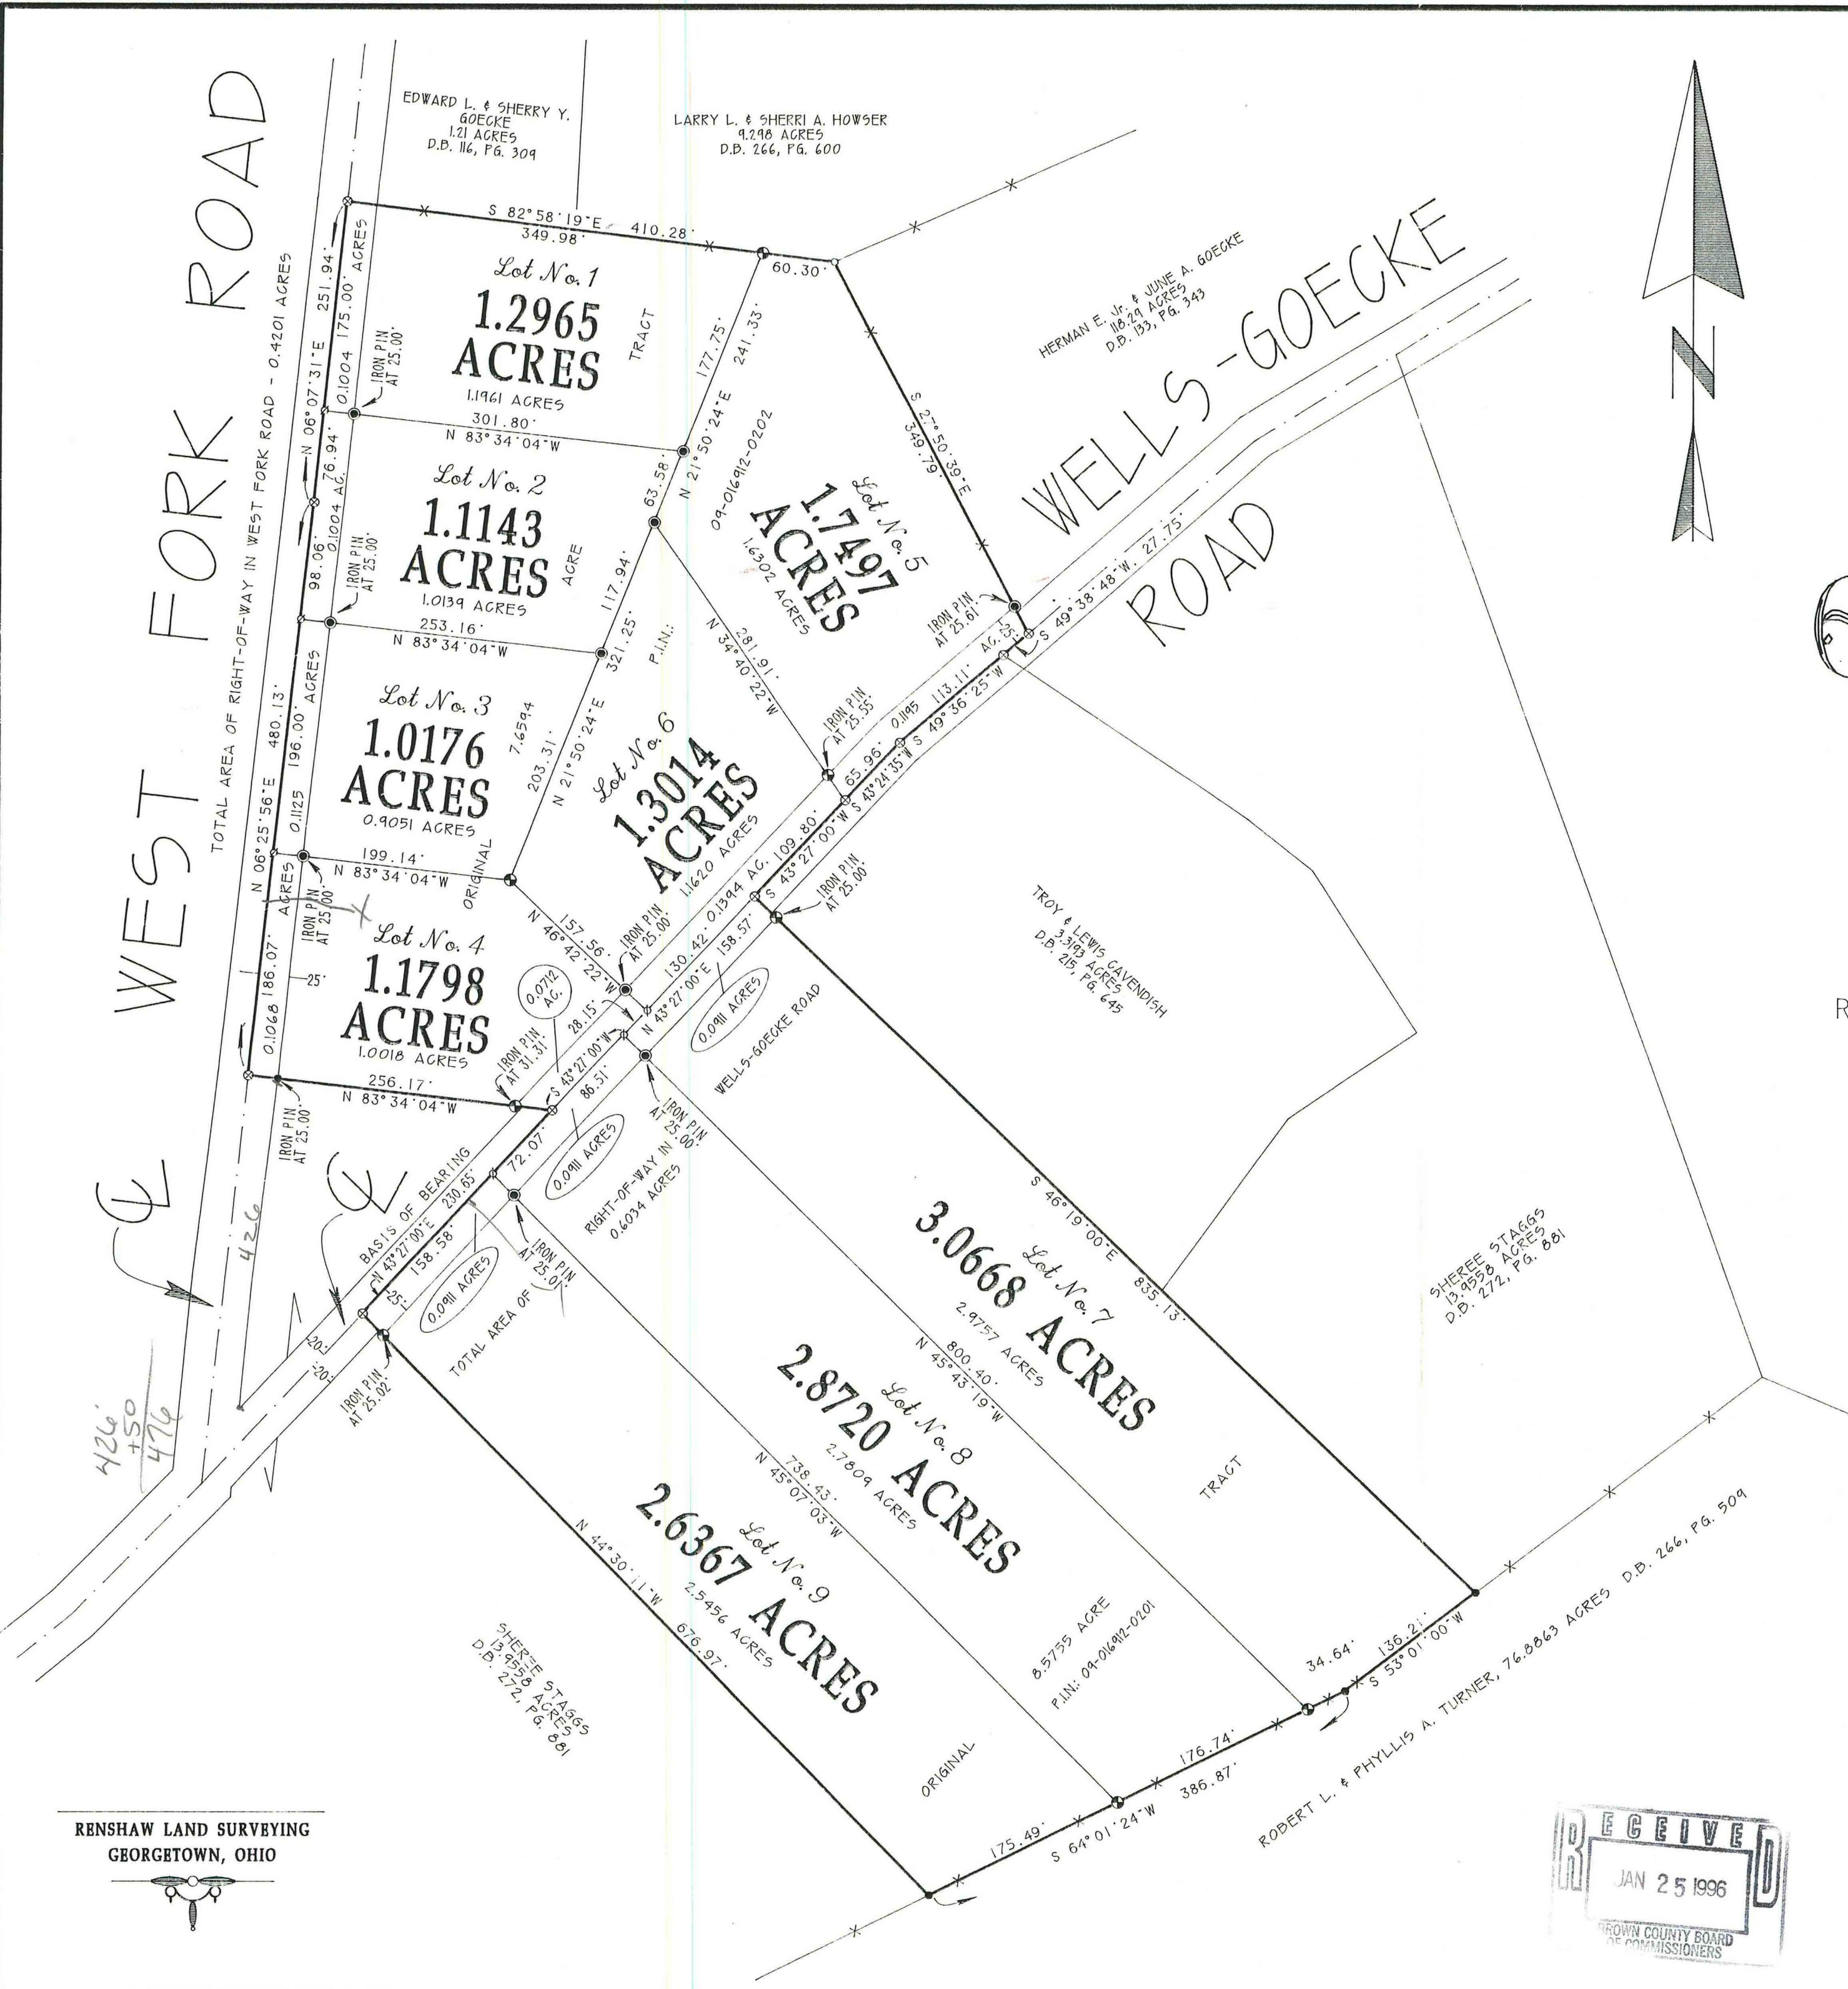 EDWARD L. & SHERRY Y.
GOECKE
1.21 ACRES
D.B. 116, PG. 309
LARRY L. & SHERRI A. HOWSER
9.298 ACRES
D.B. 266, PG. 600
HERMAN E. Jr. & JUNE A. GOECKE
118.29 ACRES
D.B. 133, PG. 343
WEST FORK ROAD
TOTAL AREA OF RIGHT-OF-WAY IN WEST FORK ROAD - 0.4201 ACRES
WELLS-GOECKE
ROAD
N
S 82°58'19"E 410.28'
349.98'
60.30'
N 06°07'31"E 251.94'
0.1004 ACRES
175.00'
IRON PIN
AT 25.00'
Lot No. 1
1.2965
ACRES
1.1961 ACRES
TRACT
177.75'
241.33'
N 21°50'24"E
301.80'
N 83°34'04"W
76.94'
0.1004 AC.
98.06'
IRON PIN
AT 25.00'
Lot No. 2
1.1143
ACRES
1.0139 ACRES
ACRE
63.58'
117.94'
321.25'
253.16'
N 83°34'04"W
09-016912-0202
P.I.N.:
S 27°50'39"E
349.79'
Lot No. 5
1.7497
ACRES
1.6302 ACRES
281.91'
N 34°40'22"W
IRON PIN
AT 25.61'
S 49°38'48"W, 27.75'
IRON PIN
AT 25.55'
0.1195 AC.
113.11'
S 49°36'25"W
65.96'
S 43°24'35"W
480.13'
N 06°25'56"E
0.1125 ACRES
196.00'
Lot No. 3
1.0176
ACRES
0.9051 ACRES
7.6594
203.31'
N 21°50'24"E
199.14'
N 83°34'04"W
ORIGINAL
IRON PIN
AT 25.00'
Lot No. 6
1.3014
ACRES
1.1620 ACRES
0.1394 AC.
109.80'
S 43°27'00"W
130.42'
IRON PIN
AT 25.00'
IRON PIN
AT 25.00'
157.56'
N 46°42'22"W
158.57'
N 43°27'00"E
0.0911 ACRES
0.1068 ACRES
186.07'
25'
Lot No. 4
1.1798
ACRES
1.0018 ACRES
0.0712
AC.
28.15'
IRON PIN
AT 31.31'
S 43°27'00"W
86.51'
256.17'
N 83°34'04"W
IRON PIN
AT 25.00'
72.07'
0.0911 ACRES
IRON PIN
AT 25.00'
WELLS-GOECKE ROAD
RIGHT-OF-WAY IN
0.6034 ACRES
TOTAL AREA OF
BASIS OF BEARING
N 43°27'00"E 230.65'
158.58'
25'
0.0911 ACRES
IRON PIN
AT 25.01'
20'
20'
IRON PIN
AT 25.02'
426
426'
+50
476
TROY & LEWIS CAVENDISH
3.3193 ACRES
D.B. 215, PG. 645
SHEREE STAGGS
13.9558 ACRES
D.B. 272, PG. 881
S 46°19'00"E 835.13'
Lot No. 7
3.0668 ACRES
2.9757 ACRES
800.40'
N 45°43'19"W
Lot No. 8
2.8720 ACRES
2.7809 ACRES
738.43'
N 45°07'03"W
Lot No. 9
2.6367 ACRES
2.5456 ACRES
N 44°30'11"W 676.97'
TRACT
8.5755 ACRE
P.I.N.: 09-016912-0201
ORIGINAL
34.64'
136.21'
S 53°01'00"W
176.74'
386.87'
175.49'
S 64°01'24"W
ROBERT L. & PHYLLIS A. TURNER, 76.8863 ACRES D.B. 266, PG. 509
SHEREE STAGGS
13.9558 ACRES
D.B. 272, PG. 881
RENSHAW LAND SURVEYING
GEORGETOWN, OHIO
RECEIVED
JAN 25 1996
BROWN COUNTY BOARD
OF COMMISSIONERS